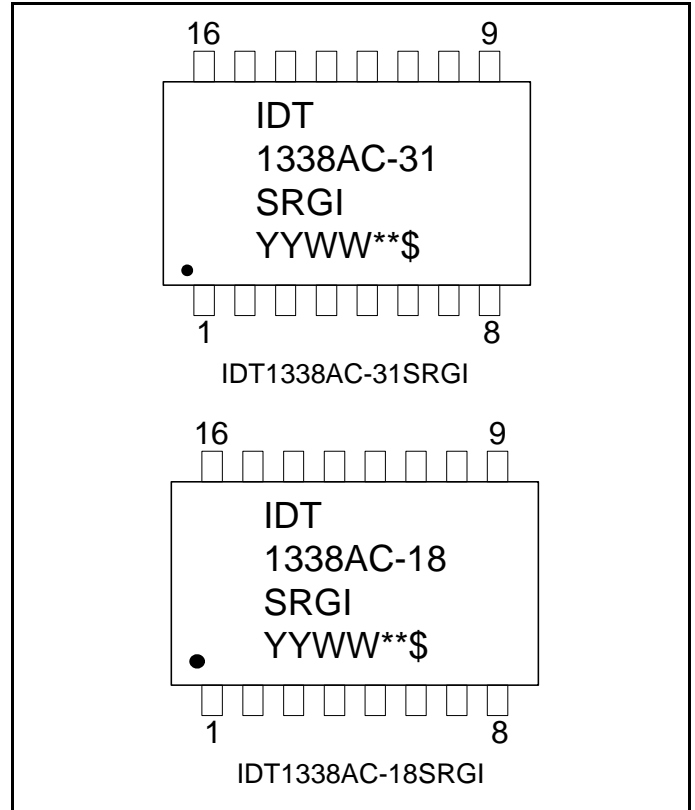 16 9
IDT
1338AC-31
SRGI
YYWW**$
1 8
IDT1338AC-31SRGI
16 9
IDT
1338AC-18
SRGI
YYWW**$
1 8
IDT1338AC-18SRGI